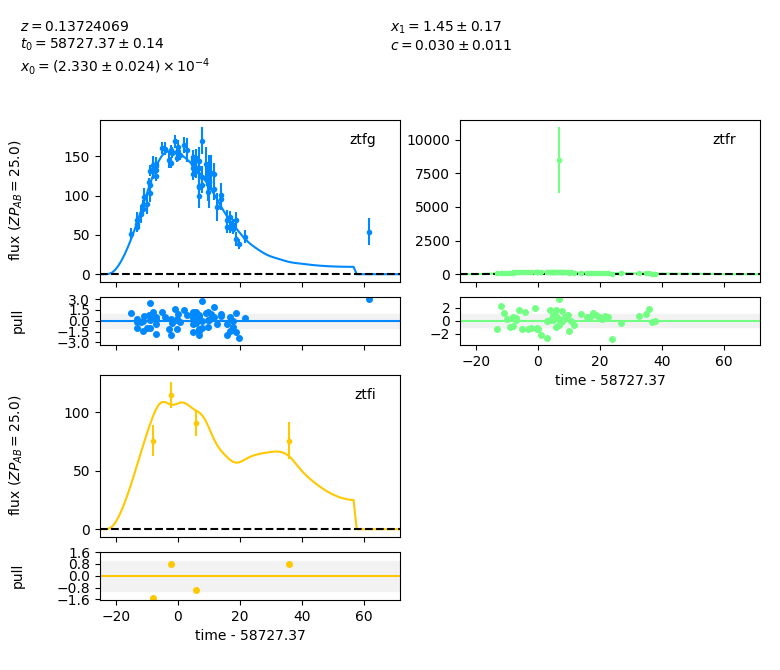 z = 0.13724069
t₀ = 58727.37 ± 0.14
x₀ = (2.330 ± 0.024) × 10⁻⁴
x₁ = 1.45 ± 0.17
c = 0.030 ± 0.011
flux (ZP_AB = 25.0)
150
100
50
0
ztfg
pull
3.0
1.5
0.0
−1.5
−3.0
10000
7500
5000
2500
0
ztfr
2
0
−2
−20
0
20
40
60
time - 58727.37
flux (ZP_AB = 25.0)
100
50
0
ztfi
pull
1.6
0.8
0.0
−0.8
−1.6
−20
0
20
40
60
time - 58727.37